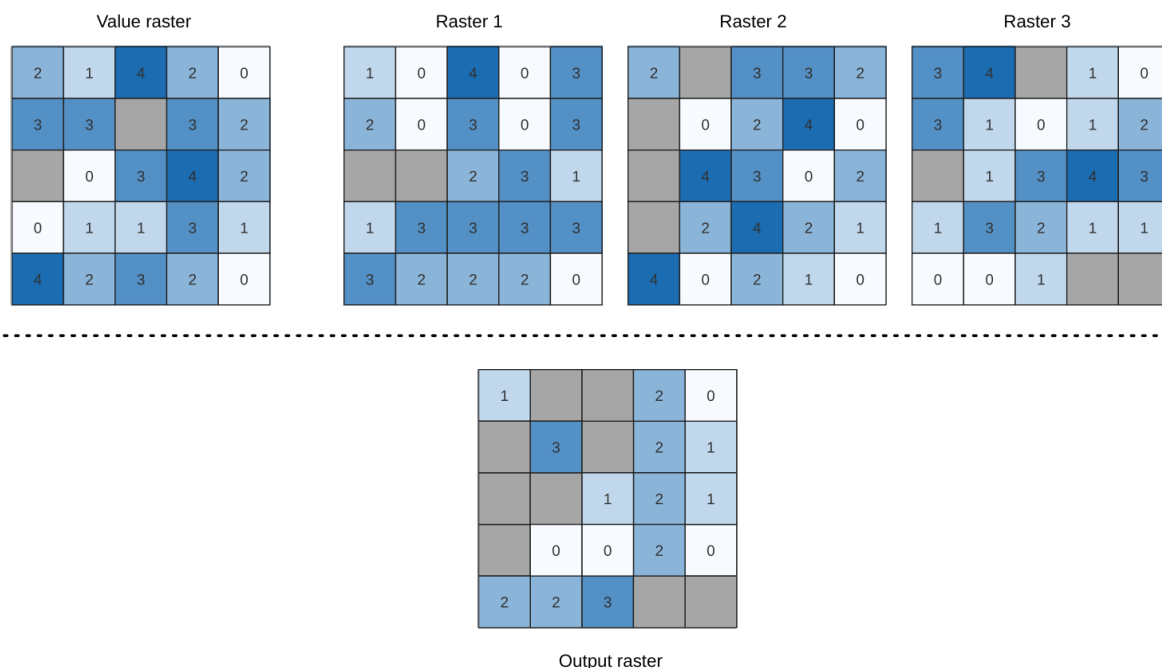 Value raster Raster 1 Raster 2 Raster 3
2 1 4 2 0 1 0 4 0 3 2 3 3 2 3 4 1 0
3 3 3 2 2 0 3 0 3 0 2 4 0 3 1 0 1 2
0 3 4 2 2 3 1 4 3 0 2 1 3 4 3
0 1 1 3 1 1 3 3 3 3 2 4 2 1 1 3 2 1 1
4 2 3 2 0 3 2 2 2 0 4 0 2 1 0 0 0 1
1 2 0
3 2 1
1 2 1
0 0 2 0
2 2 3
Output raster